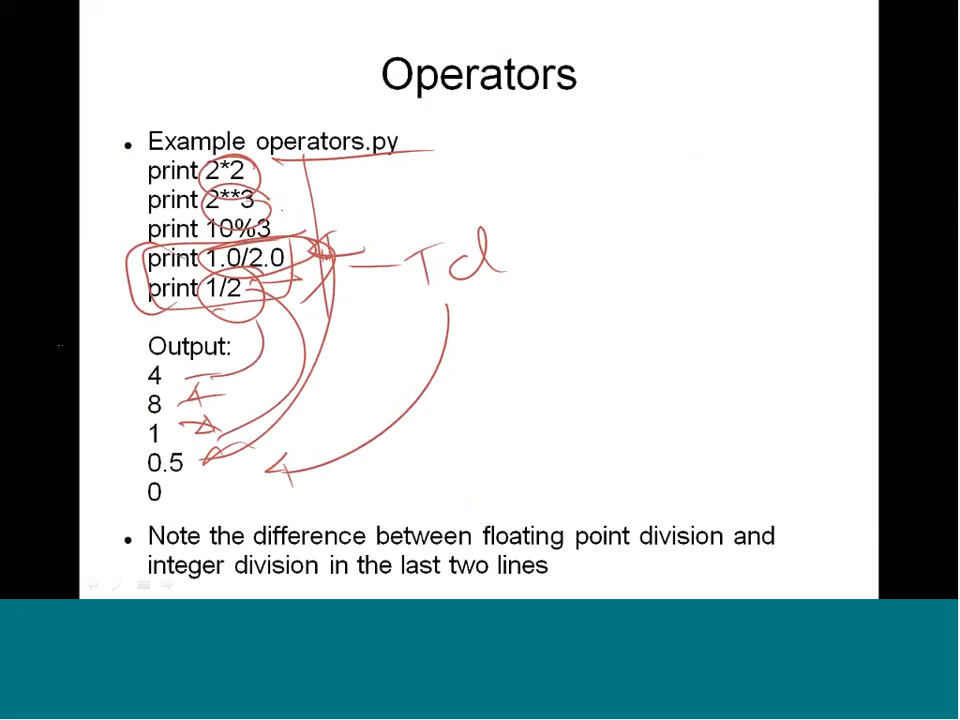 Operators
• Example operators.py
print 2*2
print 2**3
print 10%3
print 1.0/2.0
print 1/2
Td
Output:
4
8
1
0.5
0
• Note the difference between floating point division and
integer division in the last two lines